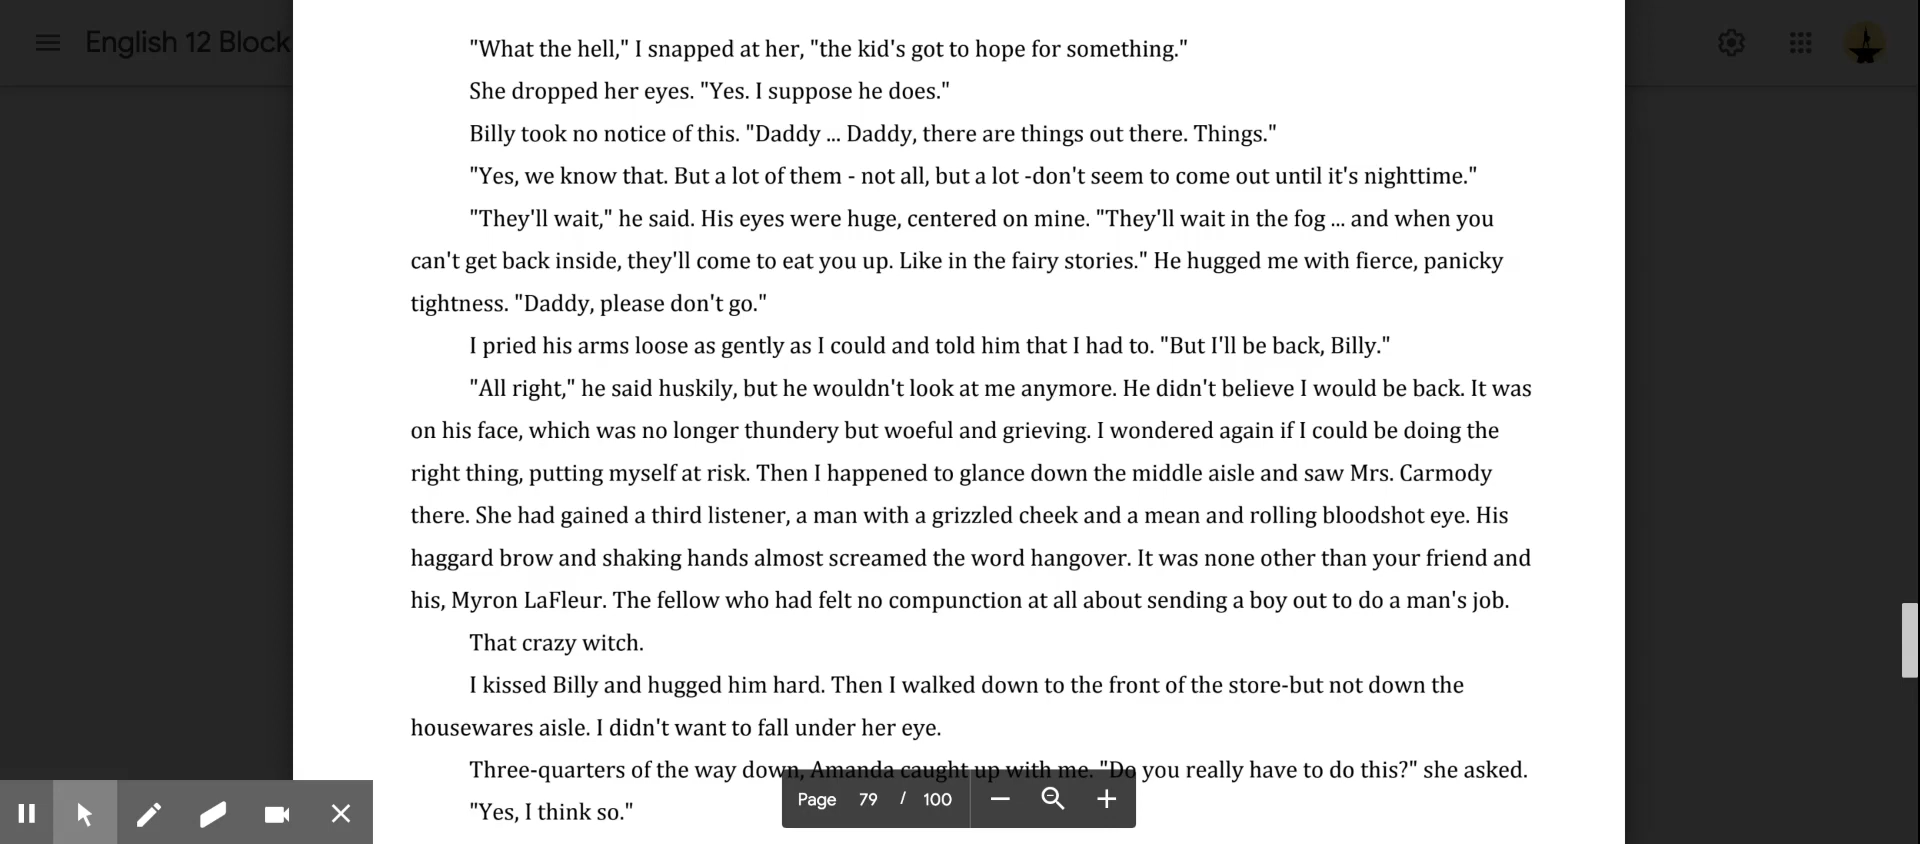 English 12 Block
"What the hell," I snapped at her, "the kid's got to hope for something."
She dropped her eyes. "Yes. I suppose he does."
Billy took no notice of this. "Daddy ... Daddy, there are things out there. Things."
"Yes, we know that. But a lot of them - not all, but a lot -don't seem to come out until it's nighttime."
"They'll wait," he said. His eyes were huge, centered on mine. "They'll wait in the fog ... and when you
can't get back inside, they'll come to eat you up. Like in the fairy stories." He hugged me with fierce, panicky
tightness. "Daddy, please don't go."
I pried his arms loose as gently as I could and told him that I had to. "But I'll be back, Billy."
"All right," he said huskily, but he wouldn't look at me anymore. He didn't believe I would be back. It was
on his face, which was no longer thundery but woeful and grieving. I wondered again if I could be doing the
right thing, putting myself at risk. Then I happened to glance down the middle aisle and saw Mrs. Carmody
there. She had gained a third listener, a man with a grizzled cheek and a mean and rolling bloodshot eye. His
haggard brow and shaking hands almost screamed the word hangover. It was none other than your friend and
his, Myron LaFleur. The fellow who had felt no compunction at all about sending a boy out to do a man's job.
That crazy witch.
I kissed Billy and hugged him hard. Then I walked down to the front of the store-but not down the
housewares aisle. I didn't want to fall under her eye.
Three-quarters of the way down, Amanda caught up with me. "Do you really have to do this?" she asked.
"Yes, I think so."
Page 79 / 100